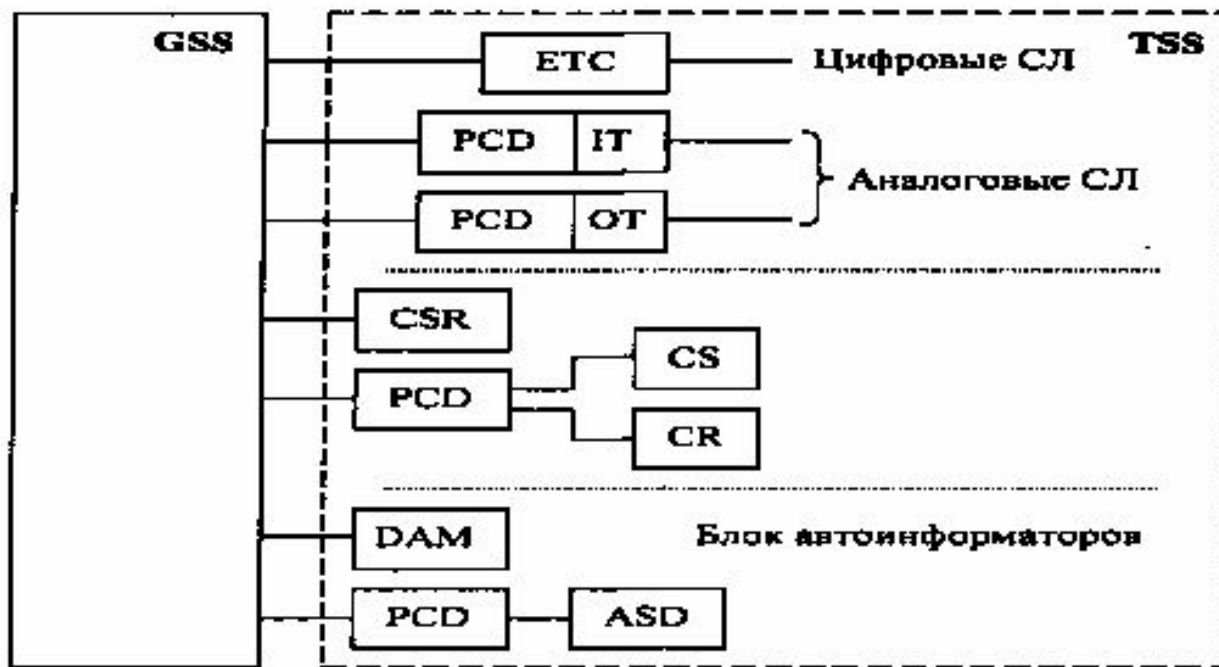 GSS
TSS
ETC
Цифровые СЛ
PCD IT
Аналоговые СЛ
PCD OT
CSR
CS
PCD
CR
DAM
Блок автоинформаторов
PCD
ASD